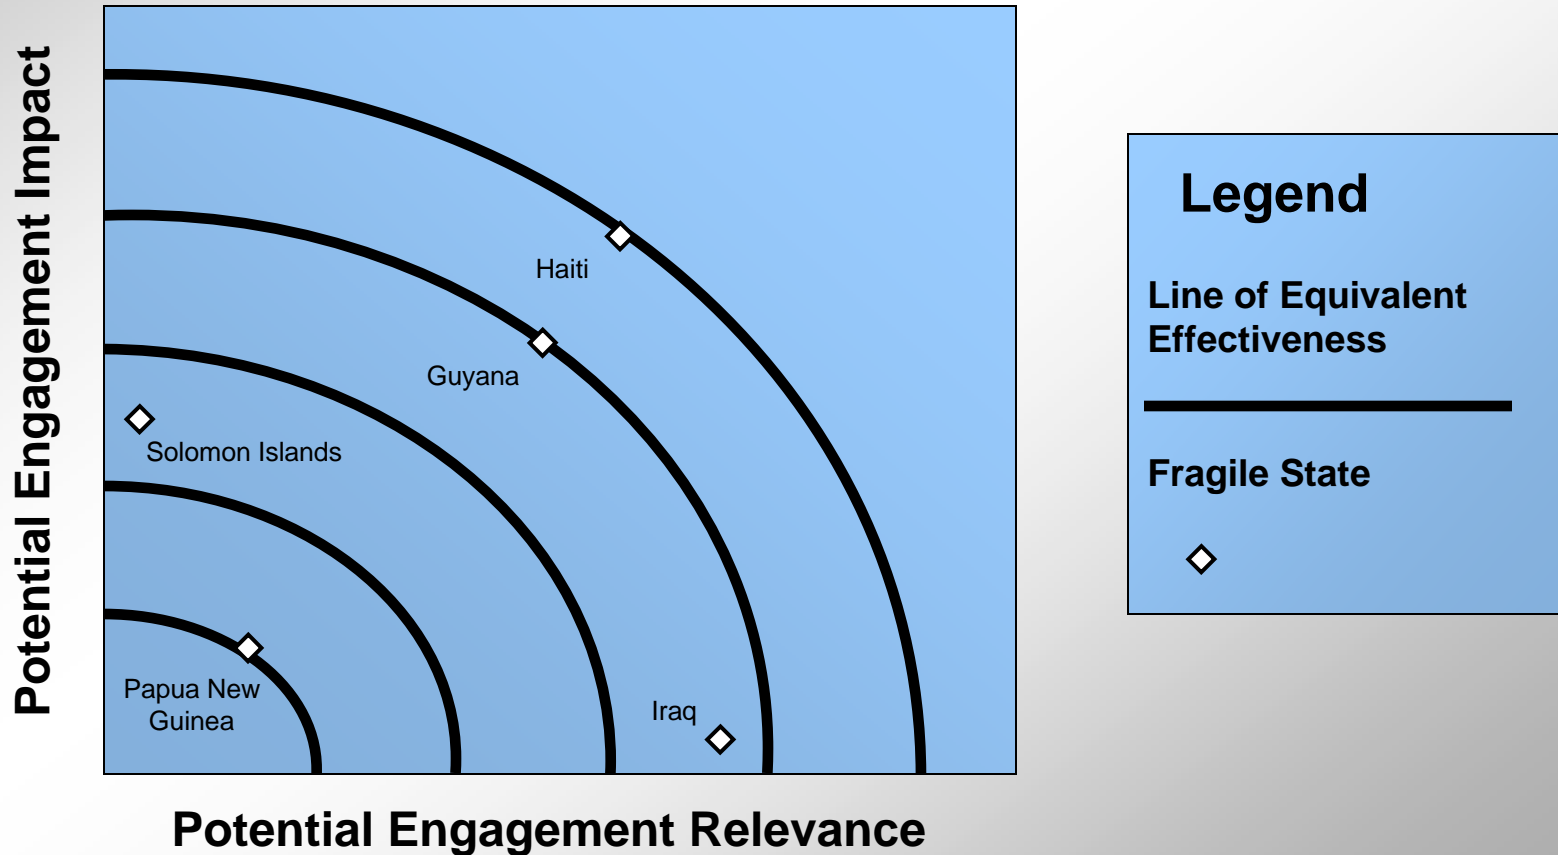 Potential Engagement Impact
Haiti
Guyana
Solomon Islands
Papua New
Guinea
Iraq
Potential Engagement Relevance
Legend
Line of Equivalent
Effectiveness
Fragile State